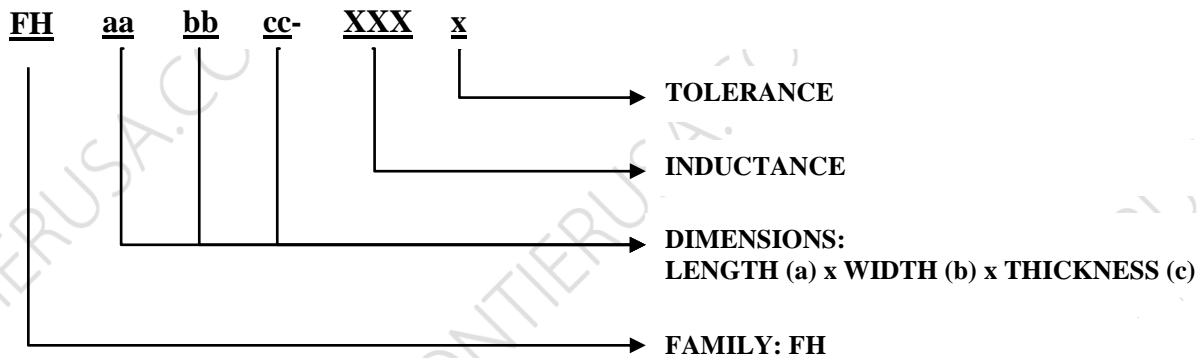 FH aa bb cc- XXX x
TOLERANCE
INDUCTANCE
DIMENSIONS:
LENGTH (a) x WIDTH (b) x THICKNESS (c)
FAMILY: FH